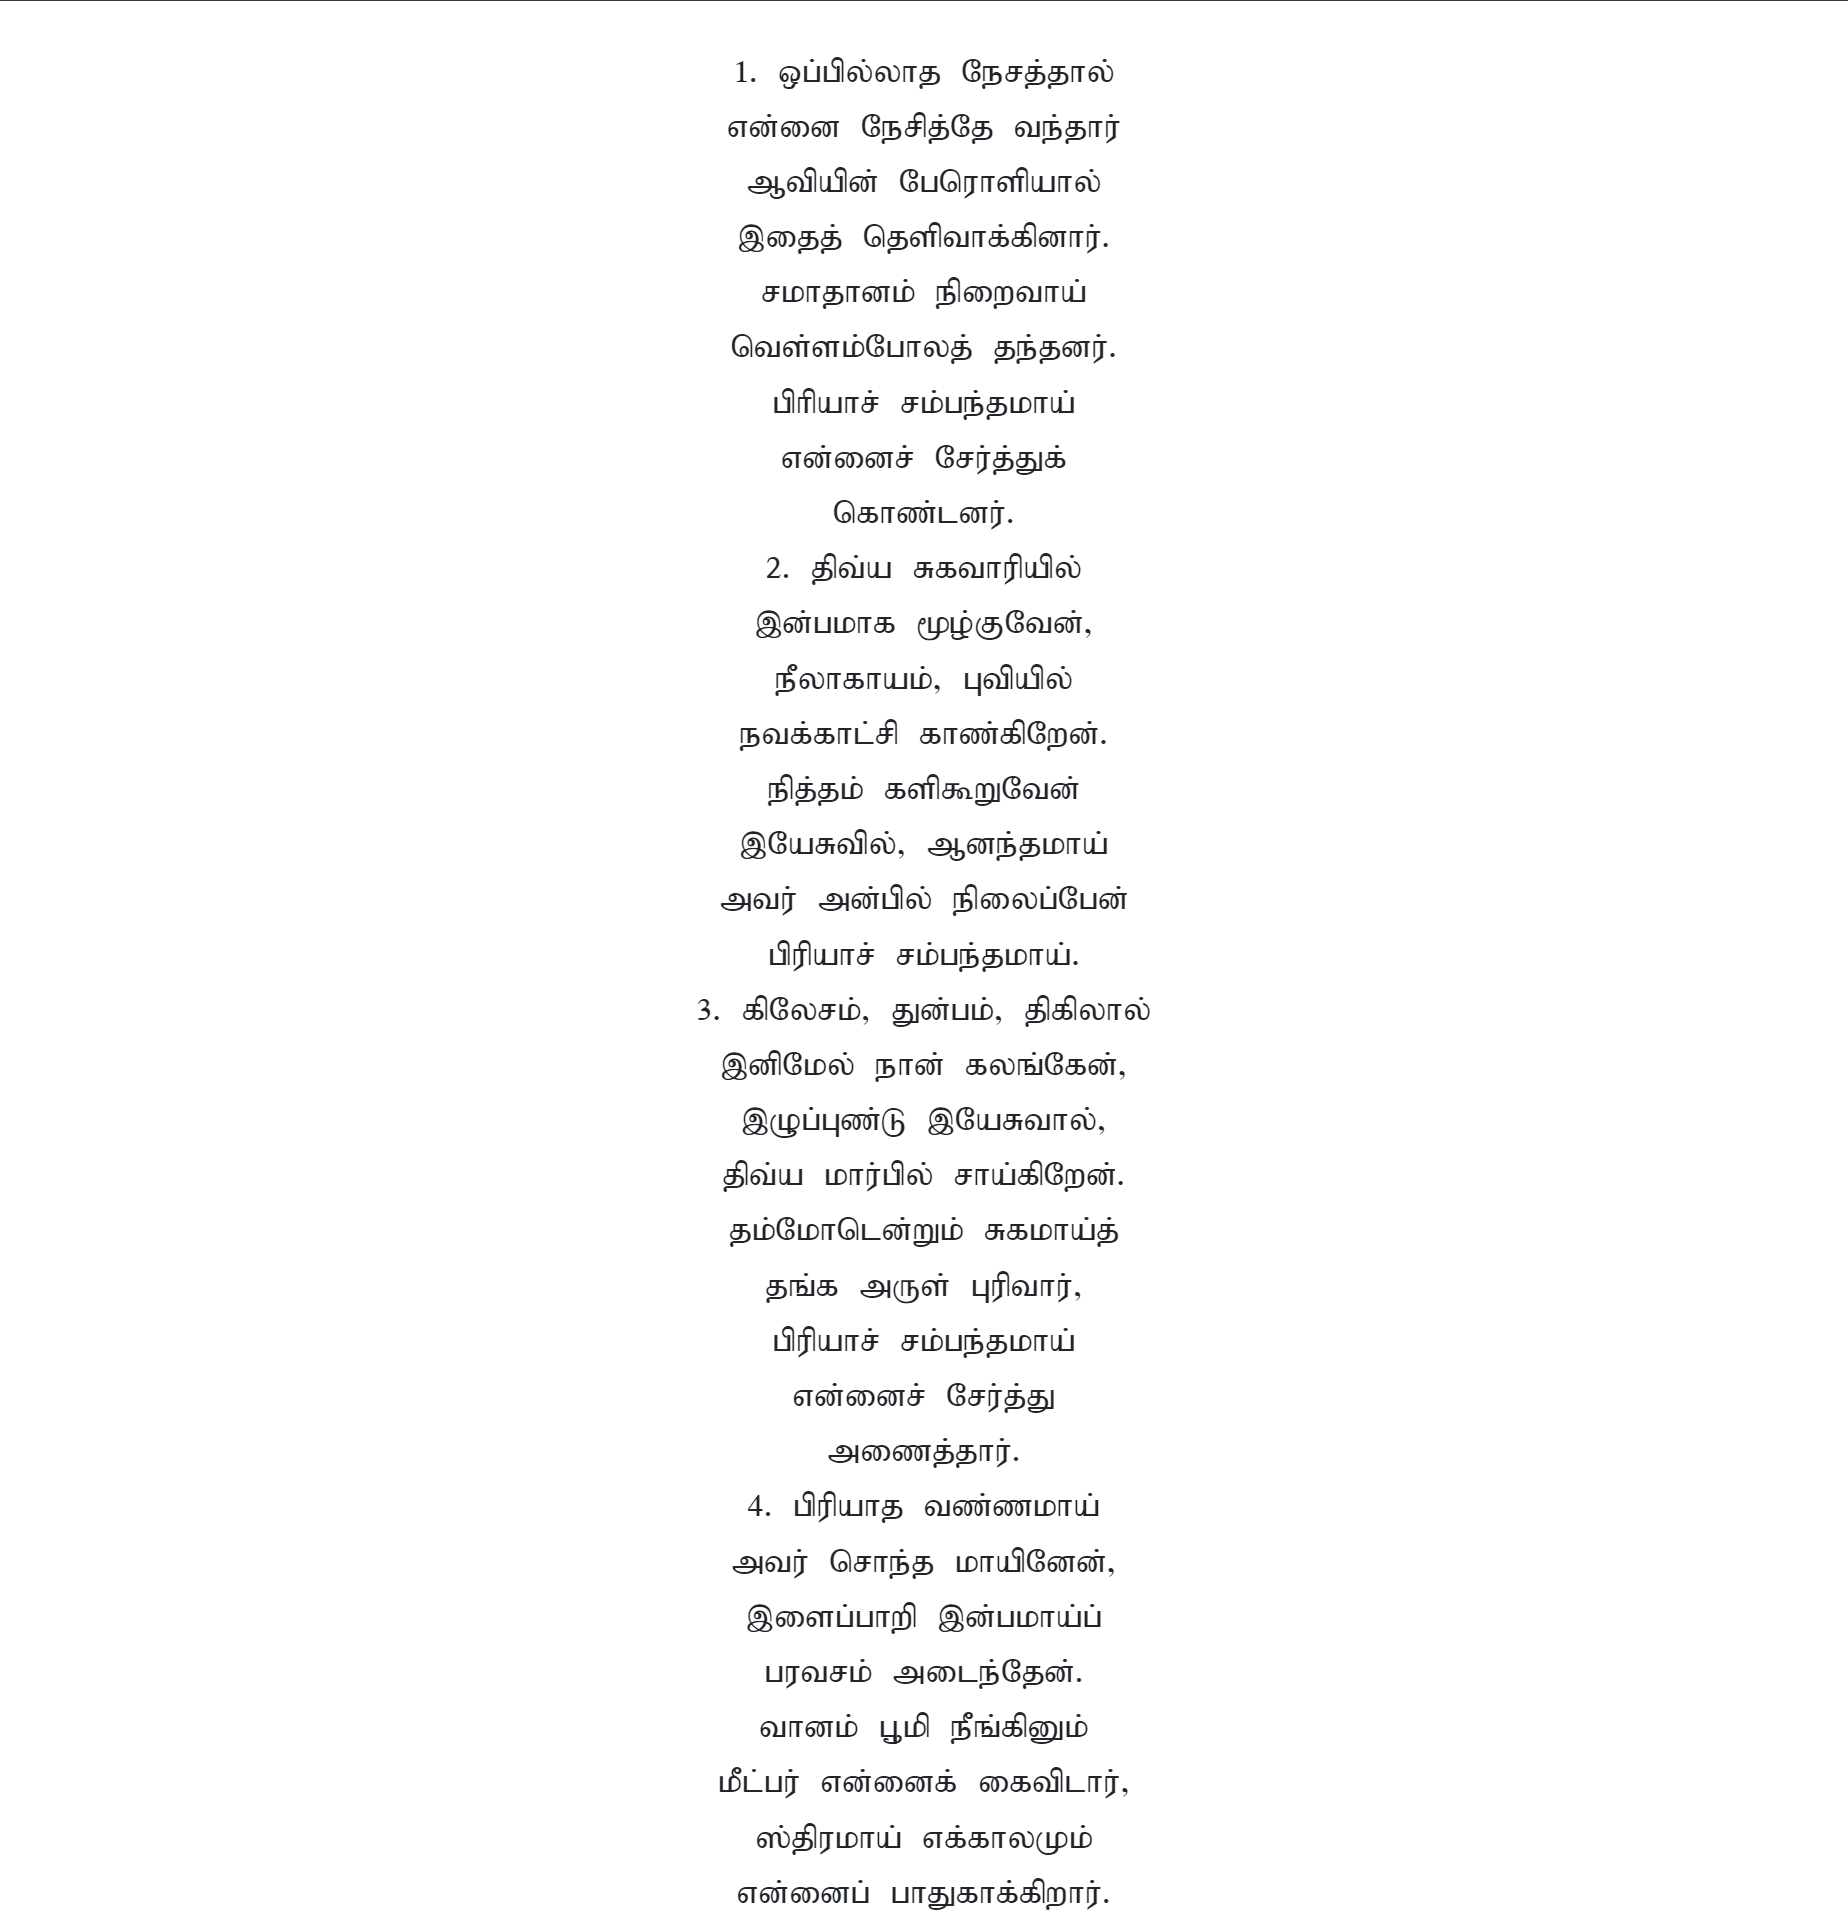 1. ஒப்பில்லாத நேசத்தால்
என்னை நேசித்தே வந்தார்
ஆவியின் பேரொளியால்
இதைத் தெளிவாக்கினார்.
சமாதானம் நிறைவாய்
வெள்ளம்போலத் தந்தனர்.
பிரியாச் சம்பந்தமாய்
என்னைச் சேர்த்துக்
கொண்டனர்.
2. திவ்ய சுகவாரியில்
இன்பமாக மூழ்குவேன்,
நீலாகாயம், புவியில்
நவக்காட்சி காண்கிறேன்.
நித்தம் களிகூறுவேன்
இயேசுவில், ஆனந்தமாய்
அவர் அன்பில் நிலைப்பேன்
பிரியாச் சம்பந்தமாய்.
3. கிலேசம், துன்பம், திகிலால்
இனிமேல் நான் கலங்கேன்,
இழுப்புண்டு இயேசுவால்,
திவ்ய மார்பில் சாய்கிறேன்.
தம்மோடென்றும் சுகமாய்த்
தங்க அருள் புரிவார்,
பிரியாச் சம்பந்தமாய்
என்னைச் சேர்த்து
அணைத்தார்.
4. பிரியாத வண்ணமாய்
அவர் சொந்த மாயினேன்,
இளைப்பாறி இன்பமாய்ப்
பரவசம் அடைந்தேன்.
வானம் பூமி நீங்கினும்
மீட்பர் என்னைக் கைவிடார்,
ஸ்திரமாய் எக்காலமும்
என்னைப் பாதுகாக்கிறார்.